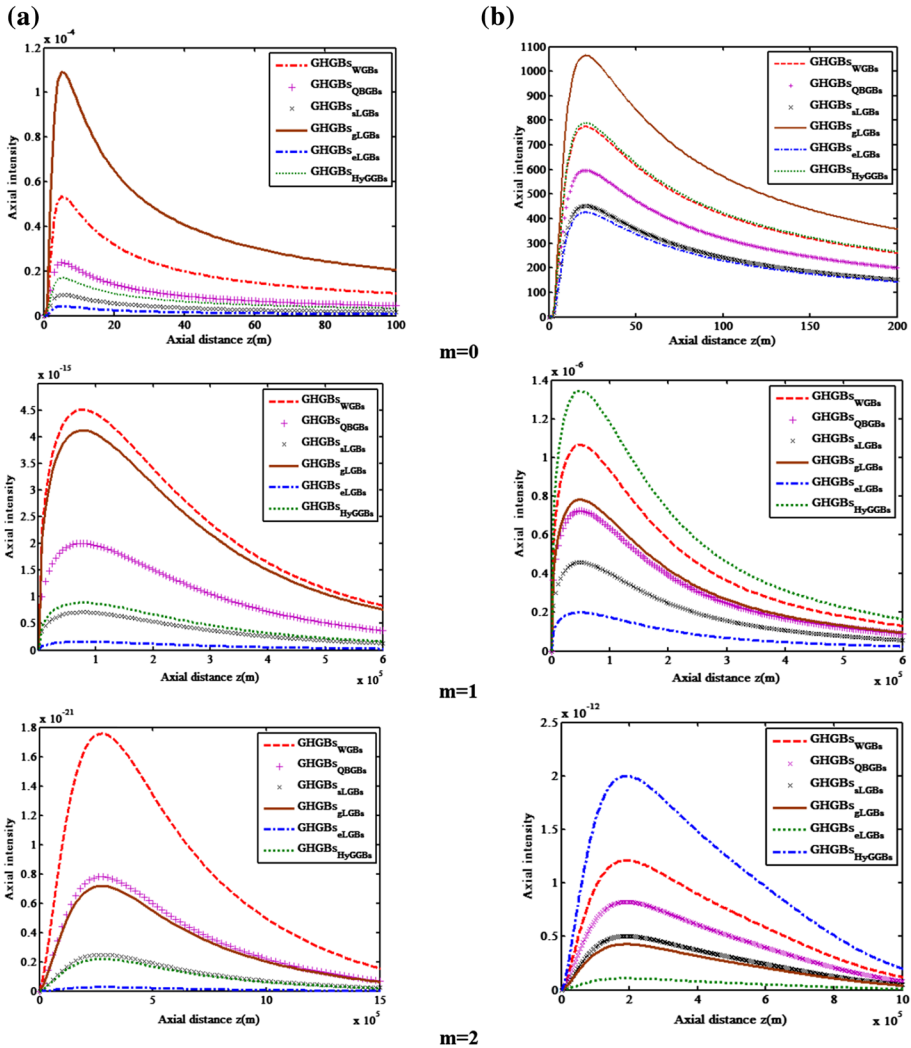 (a)
x 10-4
1.2
1
0.8
0.6
0.4
0.2
0
0 20 40 60 80 100
Axial intensity
Axial distance z(m)
GHGBsWGBs
GHGBsQBGBs
GHGBssLGBs
GHGBsgLGBs
GHGBseLGBs
GHGBsHyGGBs
(b)
1100
1000
900
800
700
600
500
400
300
200
100
0
0 50 100 150 200
Axial intensity
Axial distance z(m)
GHGBsWGBs
GHGBsQBGBs
GHGBssLGBs
GHGBsgLGBs
GHGBseLGBs
GHGBsHyGGBs
m=0
x 10-15
4.5
4
3.5
3
2.5
2
1.5
1
0.5
0
1 2 3 4 5 6
x 10 5
Axial intensity
Axial distance z(m)
GHGBsWGBs
GHGBsQBGBs
GHGBssLGBs
GHGBsgLGBs
GHGBseLGBs
GHGBsHyGGBs
x 10-6
1.4
1.2
1
0.8
0.6
0.4
0.2
0
0 1 2 3 4 5 6
x 10 5
Axial intensity
Axial distance z(m)
GHGBsWGBs
GHGBsQBGBs
GHGBssLGBs
GHGBsgLGBs
GHGBseLGBs
GHGBsHyGGBs
m=1
x 10-21
1.8
1.6
1.4
1.2
1
0.8
0.6
0.4
0.2
0
0 5 10 15
x 10 5
Axial intensity
Axial distance z(m)
GHGBsWGBs
GHGBsQBGBs
GHGBssLGBs
GHGBsgLGBs
GHGBseLGBs
GHGBsHyGGBs
x 10-12
2.5
2
1.5
1
0.5
0
0 2 4 6 8 10
x 10 5
Axial intensity
Axial distance z(m)
GHGBsWGBs
GHGBsQBGBs
GHGBssLGBs
GHGBsgLGBs
GHGBseLGBs
GHGBsHyGGBs
m=2